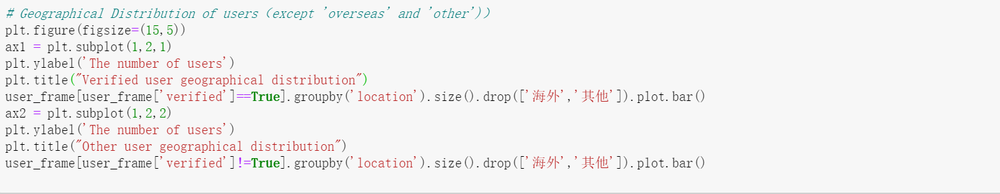 # Geographical Distribution of users (except 'overseas' and 'other'))
plt.figure(figsize=(15,5))
ax1 = plt.subplot(1,2,1)
plt.ylabel('The number of users')
plt.title("Verified user geographical distribution")
user_frame[user_frame['verified']==True].groupby('location').size().drop(['海外','其他']).plot.bar()
ax2 = plt.subplot(1,2,2)
plt.ylabel('The number of users')
plt.title("Other user geographical distribution")
user_frame[user_frame['verified']!=True].groupby('location').size().drop(['海外','其他']).plot.bar()